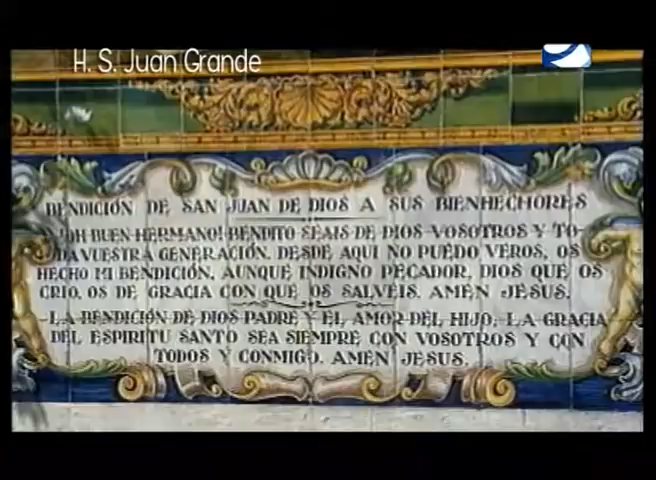 H. S. Juan Grande
BENDICIÓN DE SAN JUAN DE DIOS A SUS BIENHECHORES
¡OH BUEN HERMANO! BENDITO SEAIS DE DIOS VOSOTROS Y TO-
DA VUESTRA GENERACIÓN. DESDE AQUI NO PUEDO VEROS, OS
HECHO MI BENDICIÓN, AUNQUE INDIGNO PECADOR, DIOS QUE OS
CRIO, OS DE GRACIA CON QUE OS SALVEIS. AMEN JESUS.
LA BENDICIÓN DE DIOS PADRE Y EL AMOR DEL HIJO, LA GRACIA
DEL ESPIRITU SANTO SEA SIEMPRE CON VOSOTROS Y CON
TODOS Y CONMIGO. AMEN JESUS.